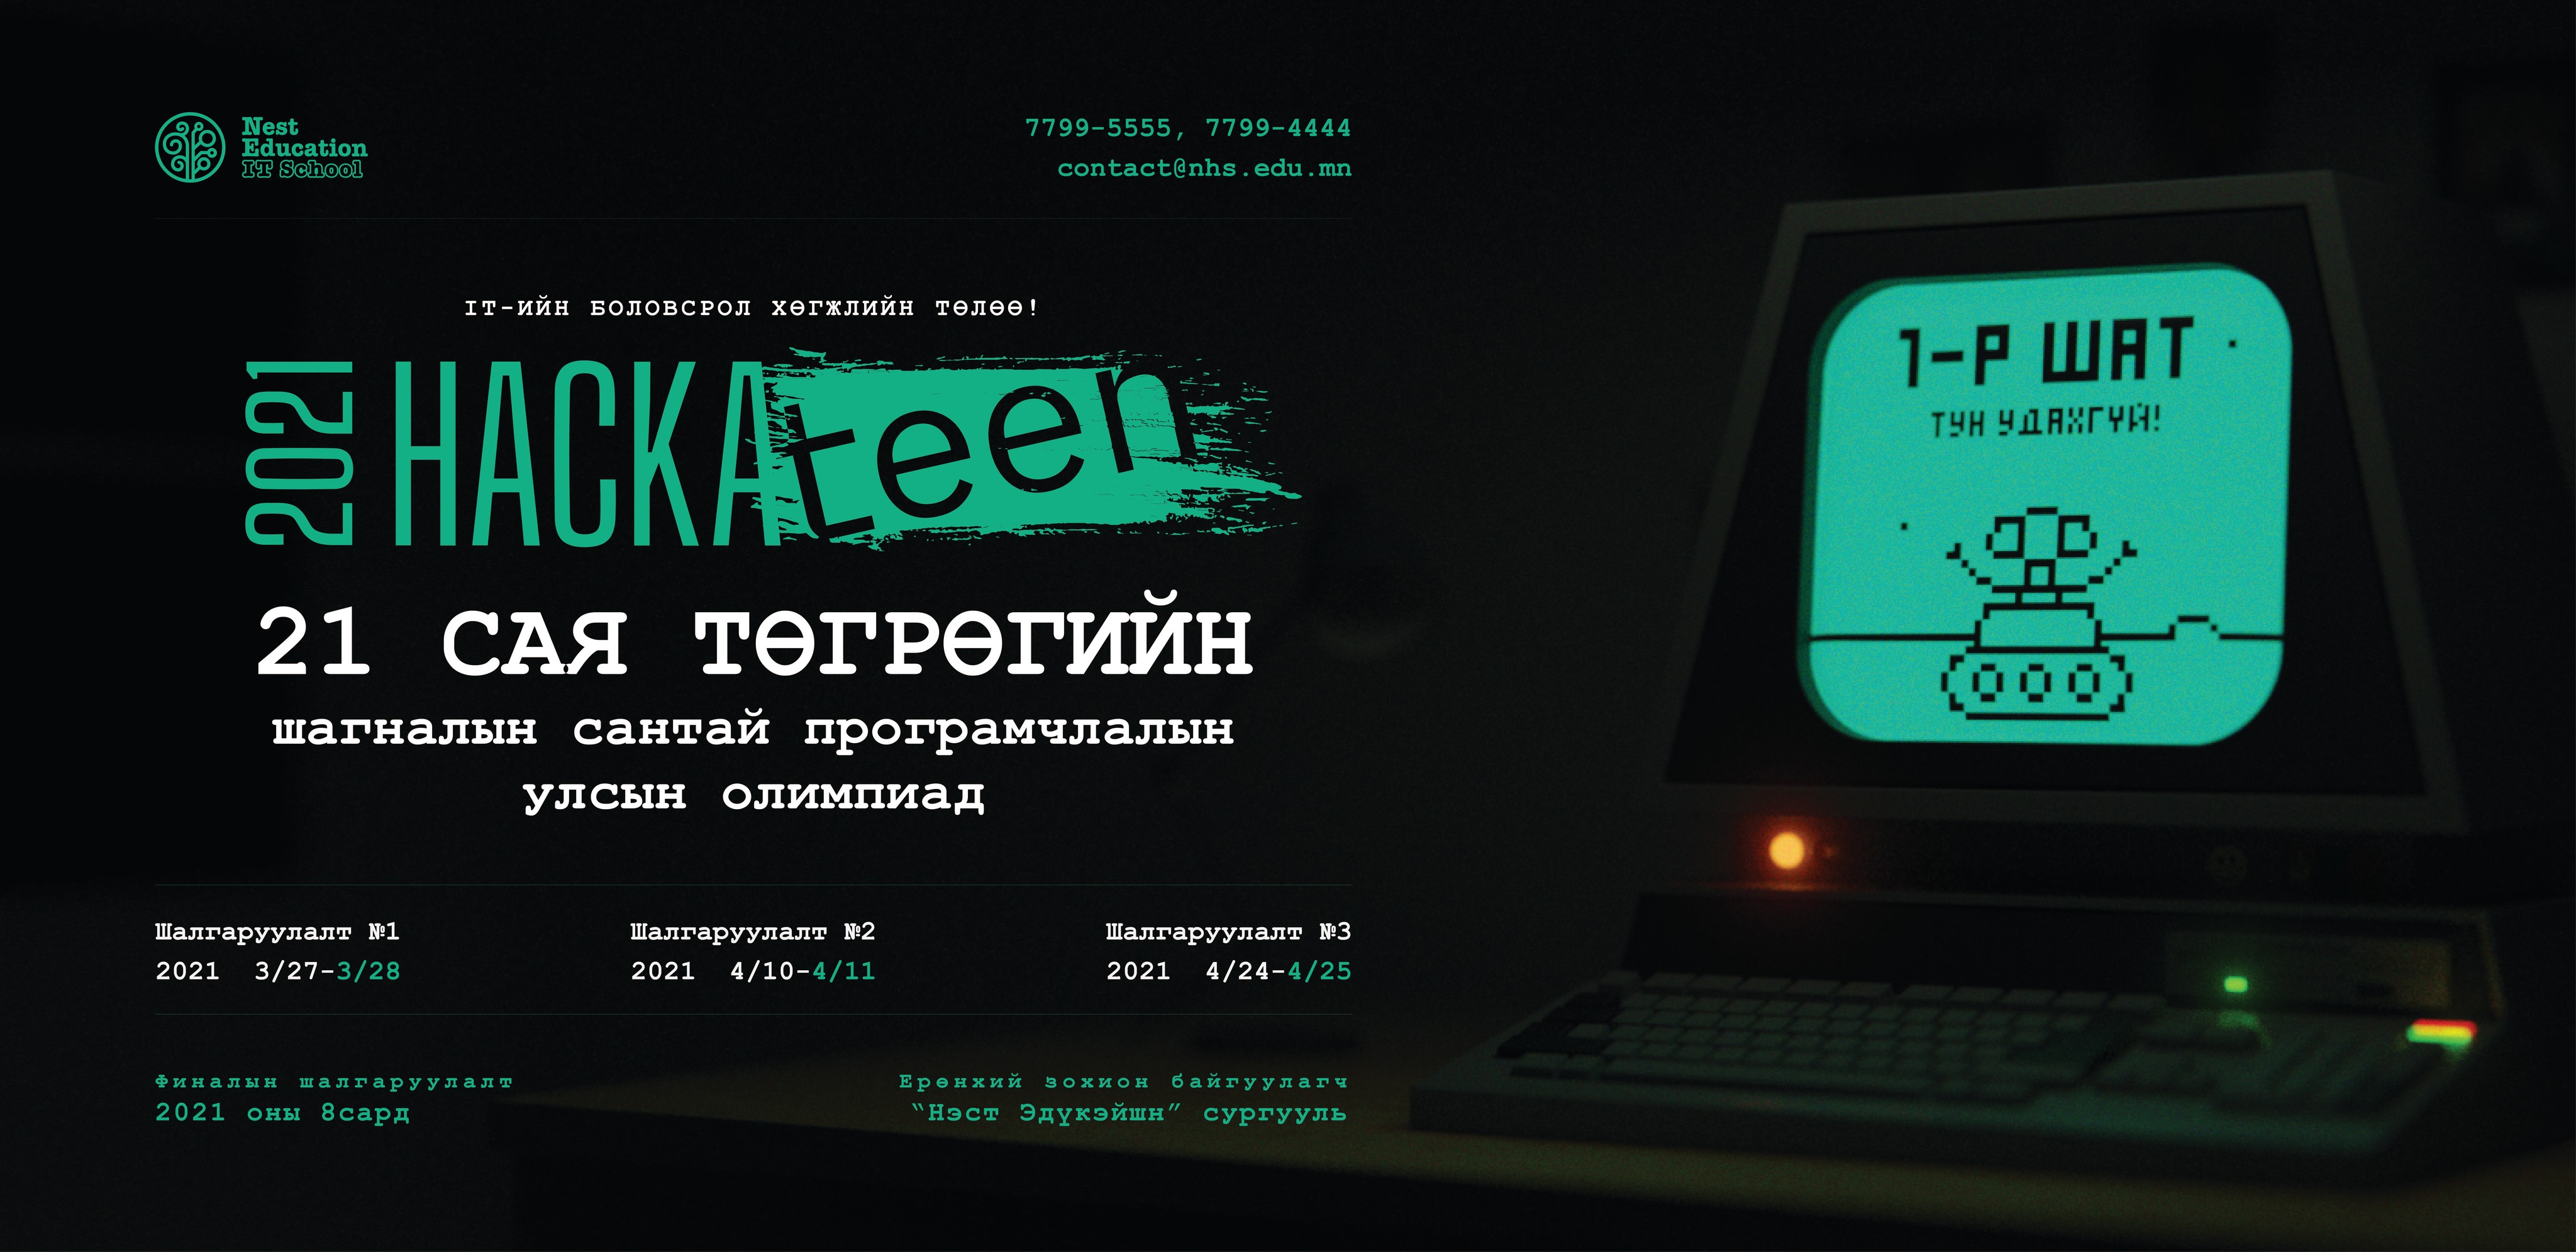 Nest
Education
IT School
7799-5555, 7799-4444
contact@nhs.edu.mn
IT-ИЙН БОЛОВСРОЛ ХӨГЖЛИЙН ТӨЛӨӨ!
2021 HACKAteen
21 САЯ ТӨГРӨГИЙН
шагналын сантай програмчлалын
улсын олимпиад
Шалгаруулалт №1
2021 3/27-3/28
Шалгаруулалт №2
2021 4/10-4/11
Шалгаруулалт №3
2021 4/24-4/25
Финалын шалгаруулалт
2021 оны 8сард
Ерөнхий зохион байгуулагч
“Нэст Эдүкэйшн” сургууль
1-Р ШАТ
ТУН УДАХГҮЙ!